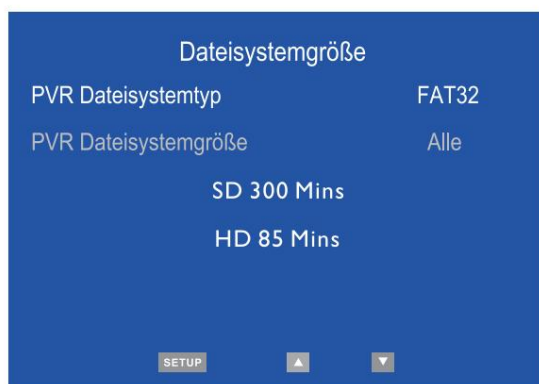 Dateisystemgröße
PVR Dateisystemtyp FAT32
PVR Dateisystemgröße Alle
SD 300 Mins
HD 85 Mins
SETUP ▲ ▼